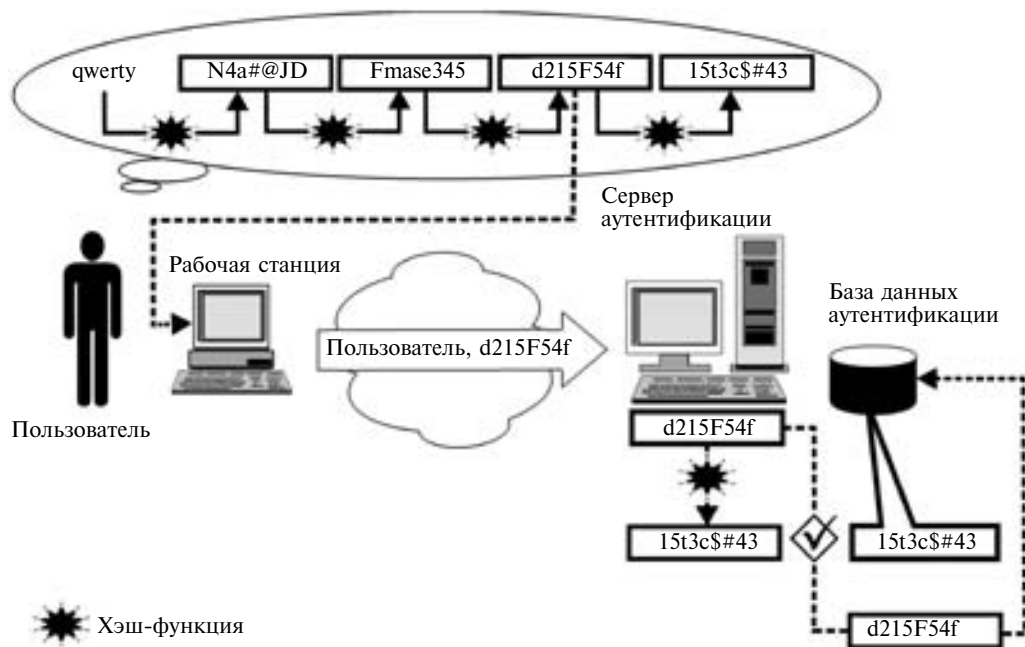 qwerty
N4a#@JD
Fmase345
d215F54f
15t3c$#43
Сервер
аутентификации
Рабочая станция
База данных
аутентификации
Пользователь, d215F54f
Пользователь
d215F54f
15t3c$#43
15t3c$#43
d215F54f
Хэш-функция